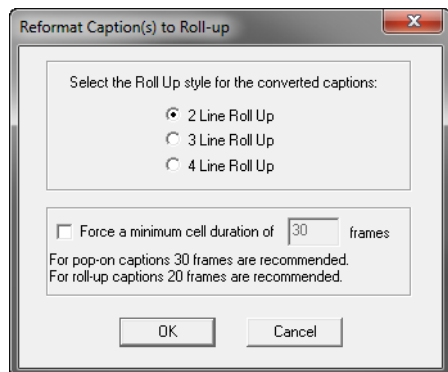 Reformat Caption(s) to Roll-up
Select the Roll Up style for the converted captions:
2 Line Roll Up
3 Line Roll Up
4 Line Roll Up
Force a minimum cell duration of 30 frames
For pop-on captions 30 frames are recommended.
For roll-up captions 20 frames are recommended.
OK Cancel